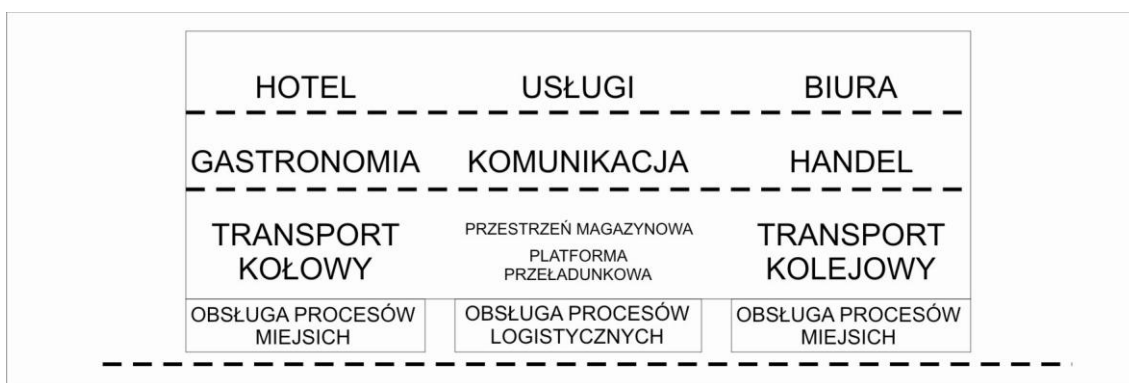 HOTEL USŁUGI BIURA
GASTRONOMIA KOMUNIKACJA HANDEL
TRANSPORT
KOŁOWY
PRZESTRZEŃ MAGAZYNOWA
PLATFORMA
PRZEŁADUNKOWA
TRANSPORT
KOLEJOWY
OBSŁUGA PROCESÓW
MIEJSICH
OBSŁUGA PROCESÓW
LOGISTYCZNYCH
OBSŁUGA PROCESÓW
MIEJSICH